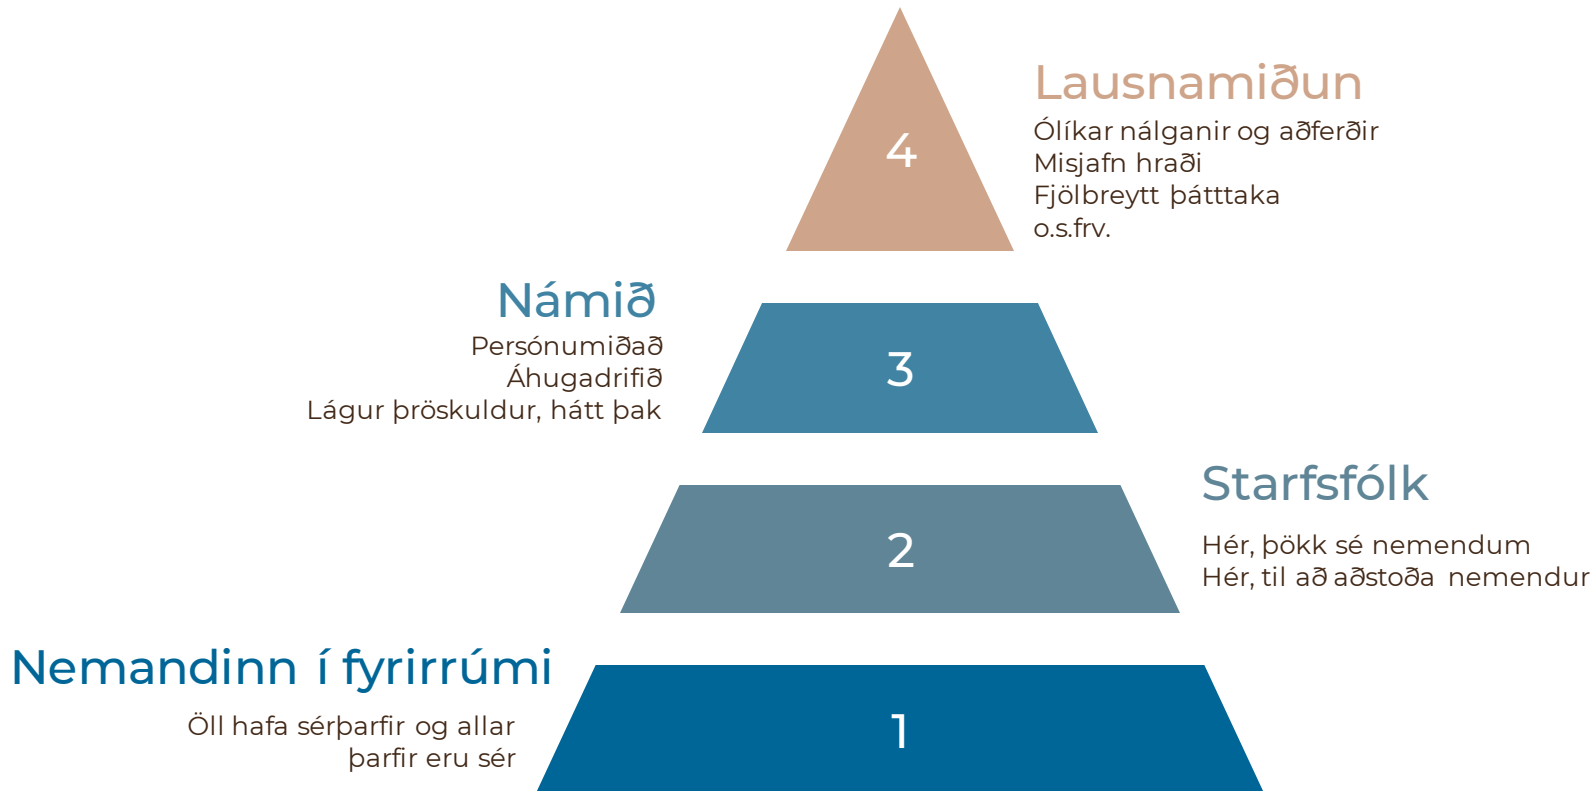 4
Lausnamiðun
Ólíkar nálganir og aðferðir
Misjafn hraði
Fjölbreytt þátttaka
o.s.frv.
Námið
Persónumiðað
Áhugadrifið
Lágur þröskuldur, hátt þak
3
Starfsfólk
Hér, þökk sé nemendum
Hér, til að aðstoða nemendur
2
Nemandinn í fyrirrúmi
Öll hafa sérþarfir og allar
þarfir eru sér
1